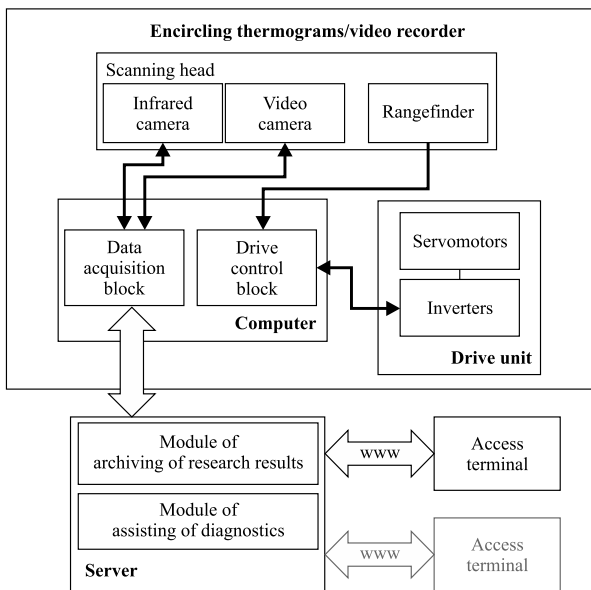 Encircling thermograms/video recorder
Scanning head
Infrared
camera
Video
camera
Rangefinder
Data
acquisition
block
Drive
control
block
Computer
Servomotors
Inverters
Drive unit
Module of
archiving of research results
Module of
assisting of diagnostics
Server
www
Access
terminal
www
Access
terminal